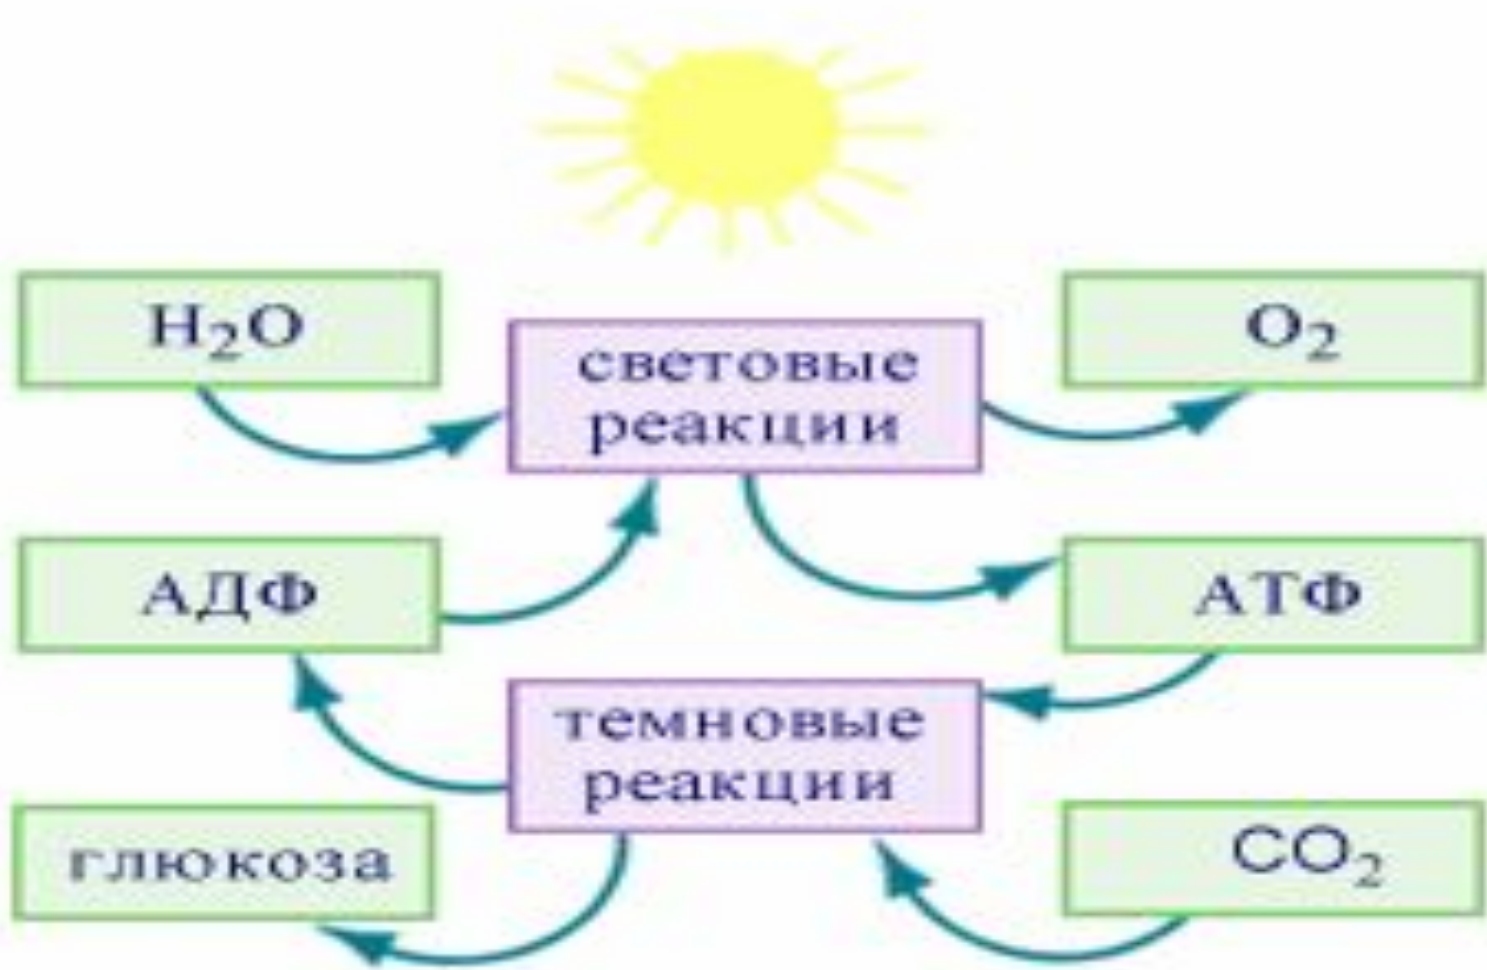 H₂O
световые
реакции
O₂
АДФ
АТФ
темновые
реакции
глюкоза
CO₂